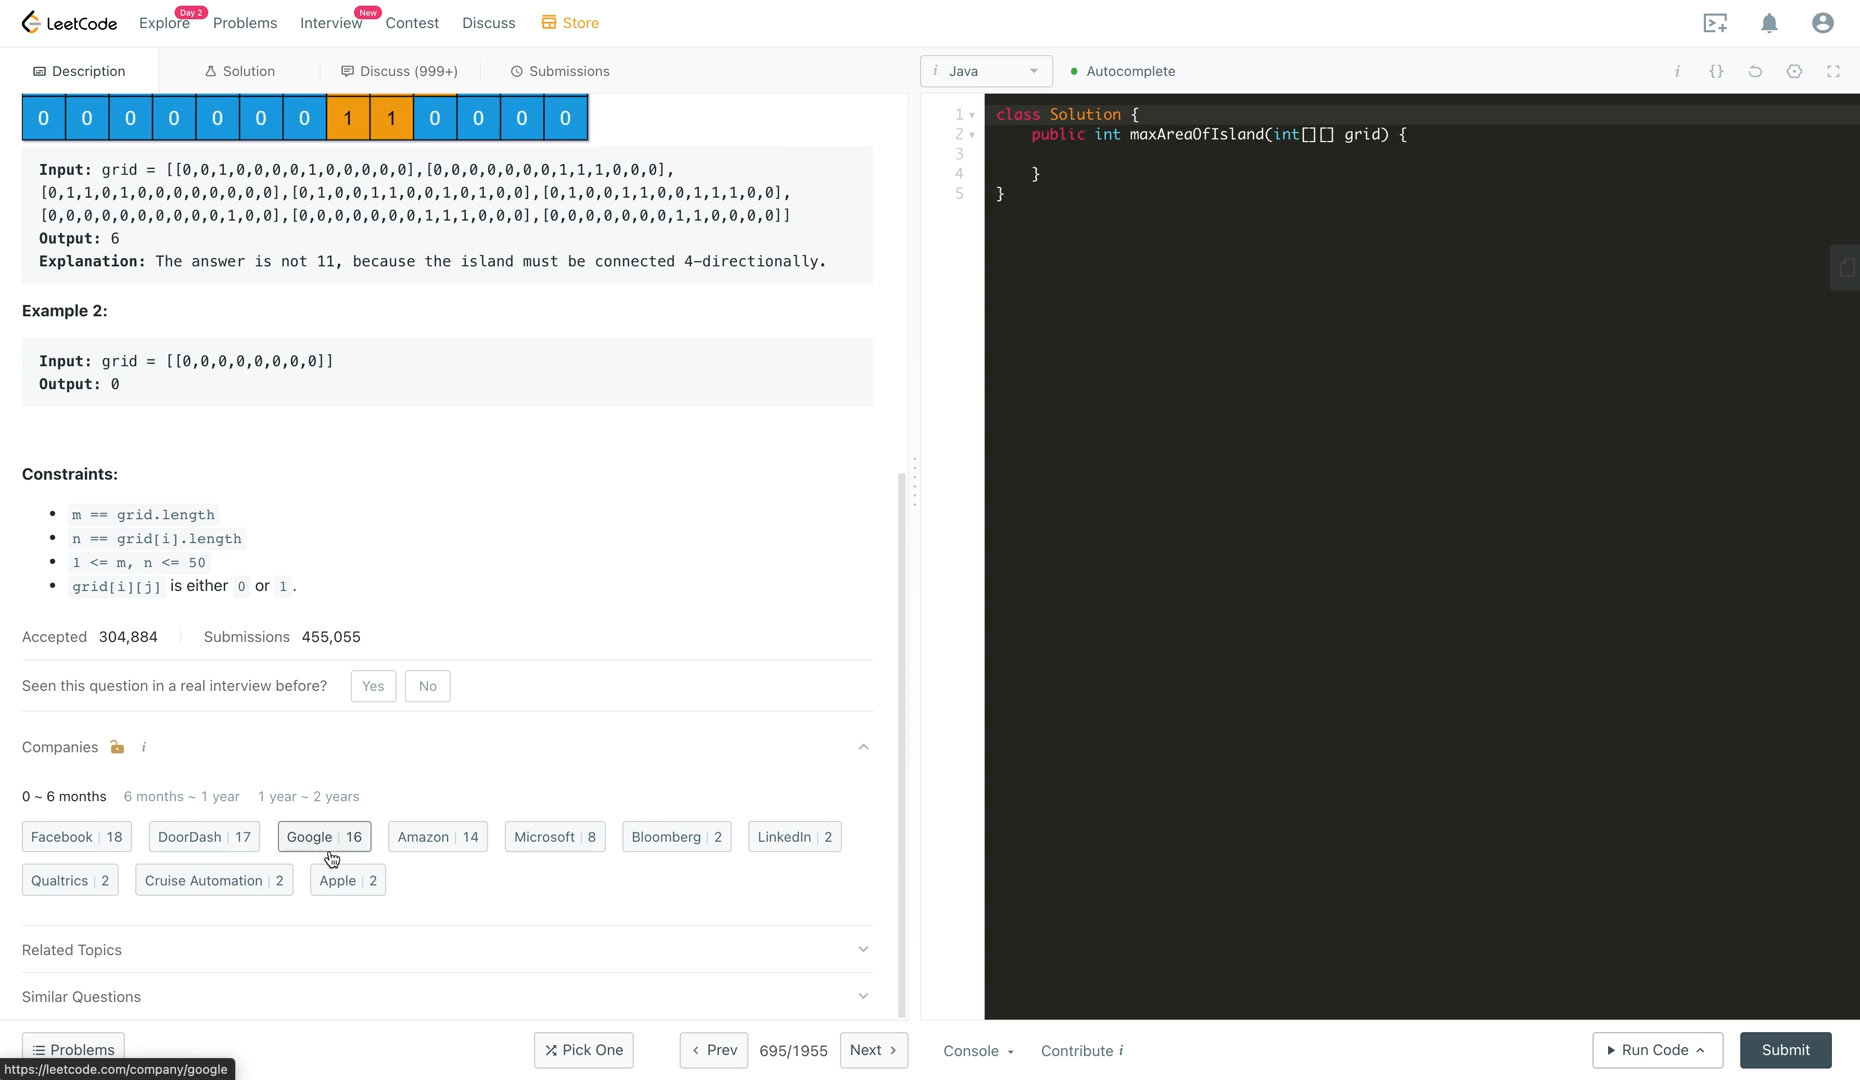 LeetCode Explore Day 2 Problems Interview New Contest Discuss Store
Description Solution Discuss (999+) Submissions
i Java Autocomplete i {}
0 0 0 0 0 0 0 1 1 0 0 0 0
Input: grid = [[0,0,1,0,0,0,0,1,0,0,0,0,0],[0,0,0,0,0,0,0,1,1,1,0,0,0],
[0,1,1,0,1,0,0,0,0,0,0,0,0],[0,1,0,0,1,1,0,0,1,0,1,0,0],[0,1,0,0,1,1,0,0,1,1,1,0,0],
[0,0,0,0,0,0,0,0,0,0,1,0,0],[0,0,0,0,0,0,0,1,1,1,0,0,0],[0,0,0,0,0,0,0,1,1,0,0,0,0]]
Output: 6
Explanation: The answer is not 11, because the island must be connected 4-directionally.
Example 2:
Input: grid = [[0,0,0,0,0,0,0,0]]
Output: 0
Constraints:
m == grid.length
n == grid[i].length
1 <= m, n <= 50
grid[i][j] is either 0 or 1.
Accepted 304,884 Submissions 455,055
Seen this question in a real interview before? Yes No
Companies i
0 ~ 6 months 6 months ~ 1 year 1 year ~ 2 years
Facebook | 18 DoorDash | 17 Google | 16 Amazon | 14 Microsoft | 8 Bloomberg | 2 LinkedIn | 2
Qualtrics | 2 Cruise Automation | 2 Apple | 2
Related Topics
Similar Questions
Problems Pick One < Prev 695/1955 Next >
https://leetcode.com/company/google
1 class Solution {
2 public int maxAreaOfIsland(int[][] grid) {
3
4 }
5 }
Console Contribute i Run Code Submit